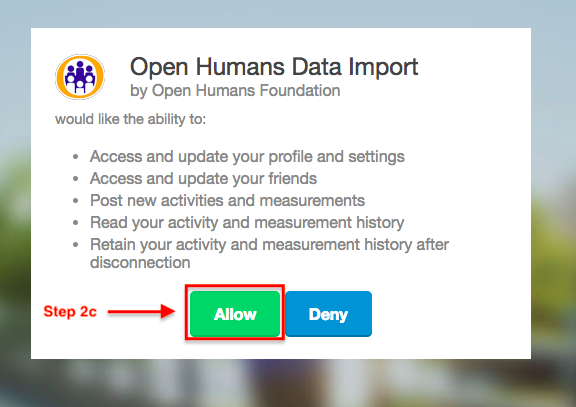 Open Humans Data Import
by Open Humans Foundation
would like the ability to:
• Access and update your profile and settings
• Access and update your friends
• Post new activities and measurements
• Read your activity and measurement history
• Retain your activity and measurement history after
disconnection
Step 2c
Allow
Deny